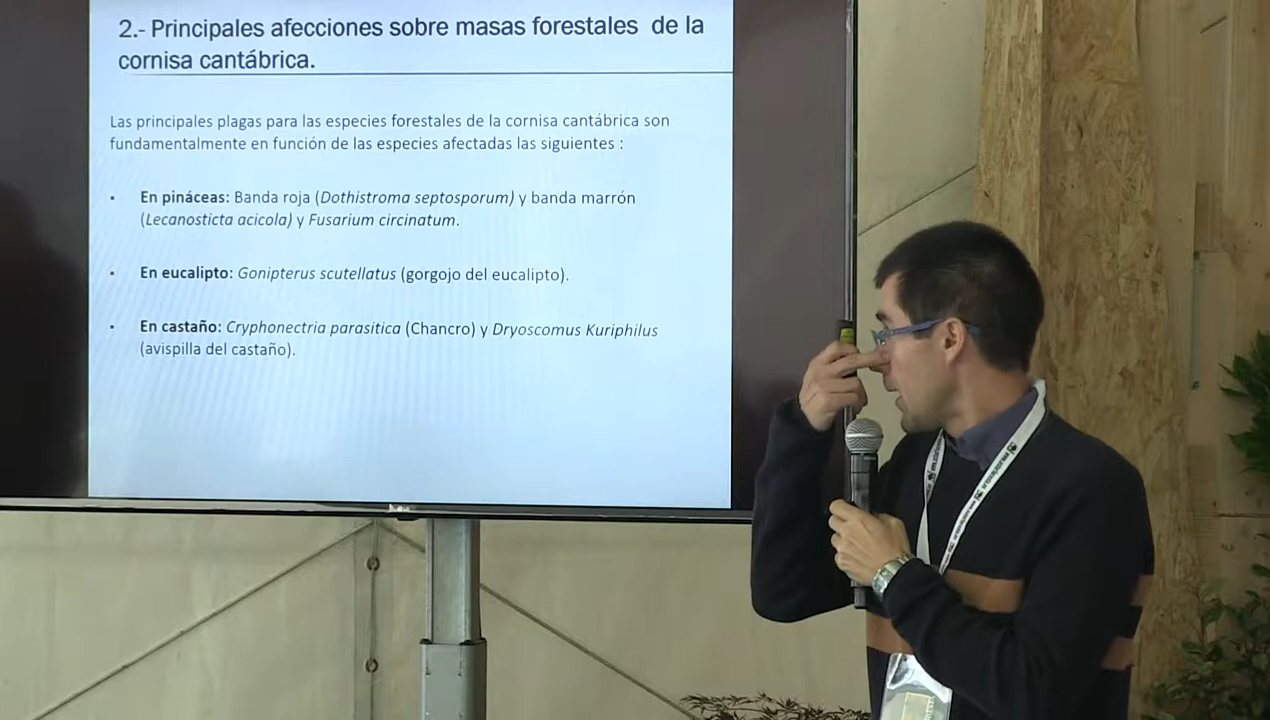 2.- Principales afecciones sobre masas forestales de la
cornisa cantábrica.
Las principales plagas para las especies forestales de la cornisa cantábrica son
fundamentalmente en función de las especies afectadas las siguientes :
• En pináceas: Banda roja (Dothistroma septosporum) y banda marrón
(Lecanosticta acicola) y Fusarium circinatum.
• En eucalipto: Gonipterus scutellatus (gorgojo del eucalipto).
• En castaño: Cryphonectria parasitica (Chancro) y Dryoscomus Kuriphilus
(avispilla del castaño).